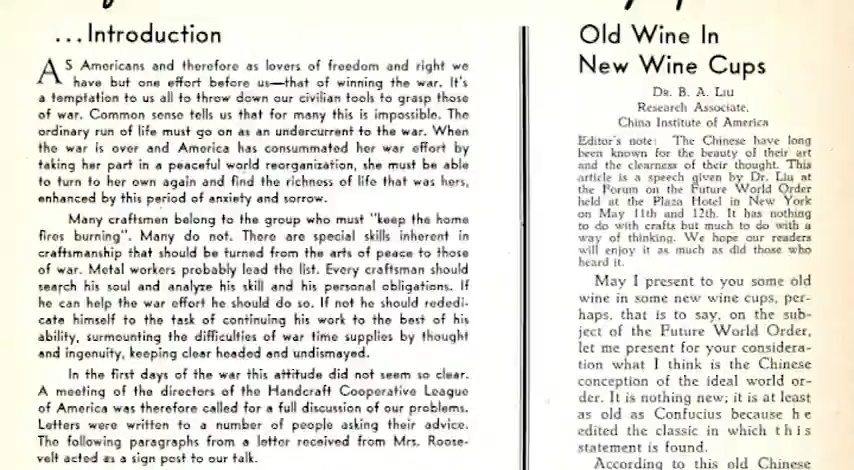 ...Introduction
AS Americans and therefore as lovers of freedom and right we
have but one effort before us—that of winning the war. It's
a temptation to us all to throw down our civilian tools to grasp those
of war. Common sense tells us that for many this is impossible. The
ordinary run of life must go on as an undercurrent to the war. When
the war is over and America has consummated her war effort by
taking her part in a peaceful world reorganization, she must be able
to turn to her own again and find the richness of life that was hers,
enhanced by this period of anxiety and sorrow.
Many craftsmen belong to the group who must "keep the home
fires burning". Many do not. There are special skills inherent in
craftsmanship that should be turned from the arts of peace to those
of war. Metal workers probably lead the list. Every craftsman should
search his soul and analyze his skill and his personal obligations. If
he can help the war effort he should do so. If not he should rededi-
cate himself to the task of continuing his work to the best of his
ability, surmounting the difficulties of war time supplies by thought
and ingenuity, keeping clear headed and undismayed.
In the first days of the war this attitude did not seem so clear.
A meeting of the directors of the Handcraft Cooperative League
of America was therefore called for a full discussion of our problems.
Letters were written to a number of people asking their advice.
The following paragraphs from a letter received from Mrs. Roose-
velt acted as a sign post to our talk.
Old Wine In
New Wine Cups
Dr. B. A. Liu
Research Associate,
China Institute of America
Editor's note: The Chinese have long
been known for the beauty of their art
and the clearness of their thought. This
article is a speech given by Dr. Liu at
the Forum on the Future World Order
held at the Plaza Hotel in New York
on May 11th and 12th. It has nothing
to do with crafts but much to do with a
way of thinking. We hope our readers
will enjoy it as much as did those who
heard it.
May I present to you some old
wine in some new wine cups, per-
haps, that is to say, on the sub-
ject of the Future World Order,
let me present for your considera-
tion what I think is the Chinese
conception of the ideal world or-
der. It is nothing new; it is at least
as old as Confucius because he
edited the classic in which this
statement is found.
According to this old Chinese